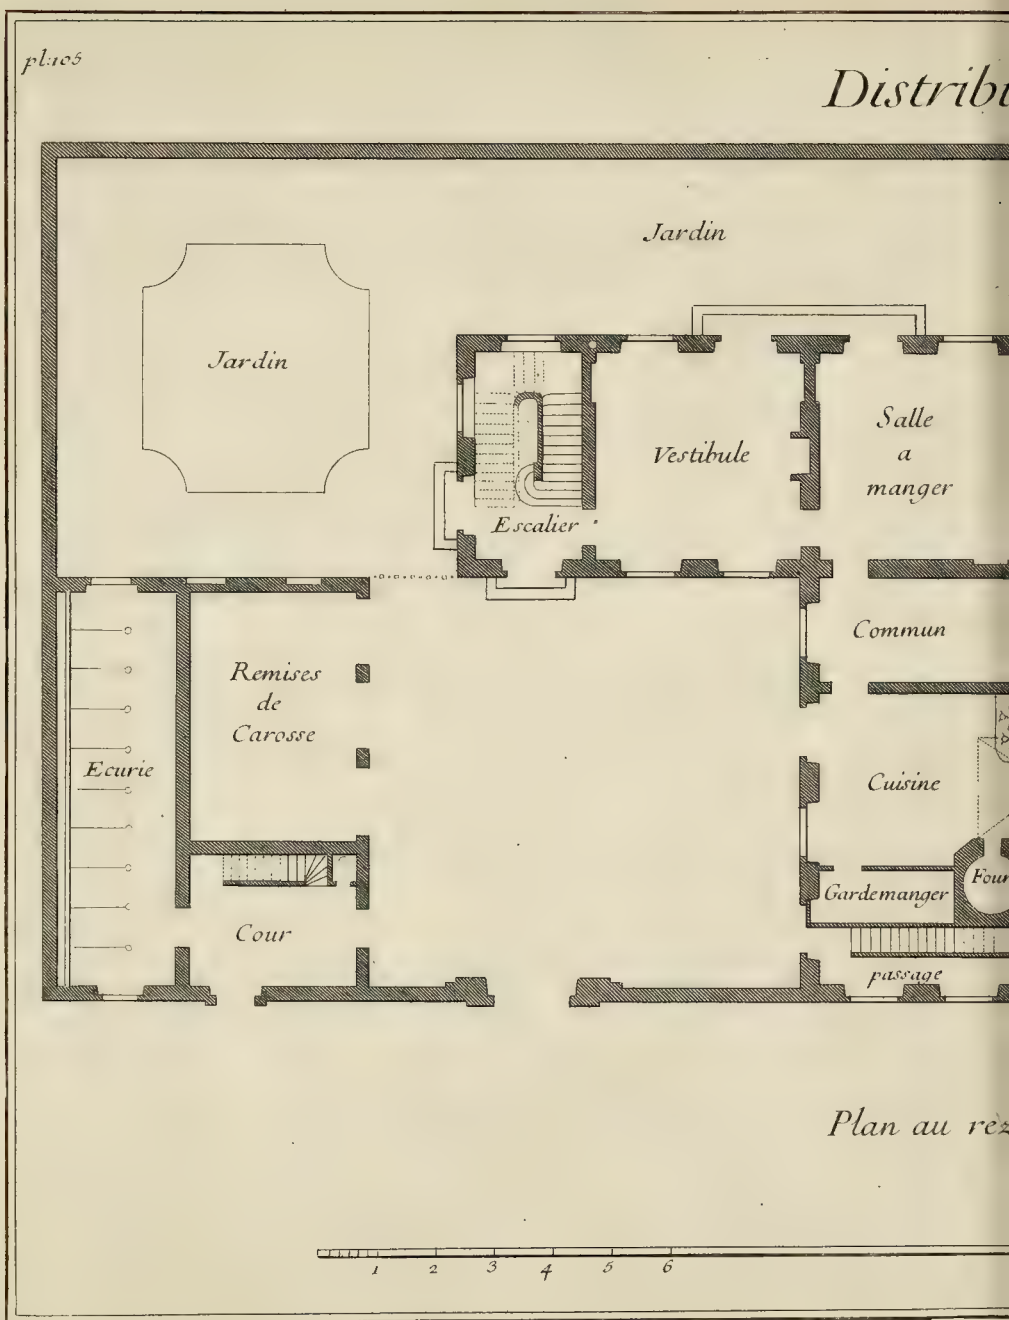 pl:105
Distribu
Jardin
Jardin
Salle
a
manger
Vestibule
Escalier
Commun
Remises
de
Carosse
Ecurie
Cuisine
Four
Gardemanger
Cour
passage
Plan au rez
1 2 3 4 5 6